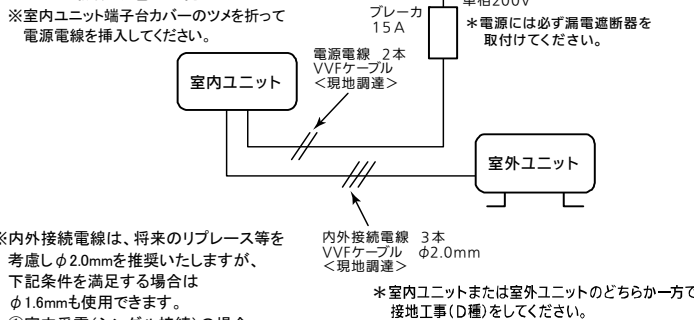 ※室内ユニット端子台カバーのツメを折って
電源電線を挿入してください。
ブレーカ
15A
単相200V
＊電源には必ず漏電遮断器を
取付けてください。
電源電線 2本
VVFケーブル
＜現地調達＞
室内ユニット
室外ユニット
内外接続電線 3本
VVFケーブル φ2.0mm
＜現地調達＞
※内外接続電線は、将来のリプレース等を
考慮しφ2.0mmを推奨いたしますが、
下記条件を満足する場合は
φ1.6mmも使用できます。
＊室内ユニットまたは室外ユニットのどちらか一方で
接地工事(D種)をしてください。